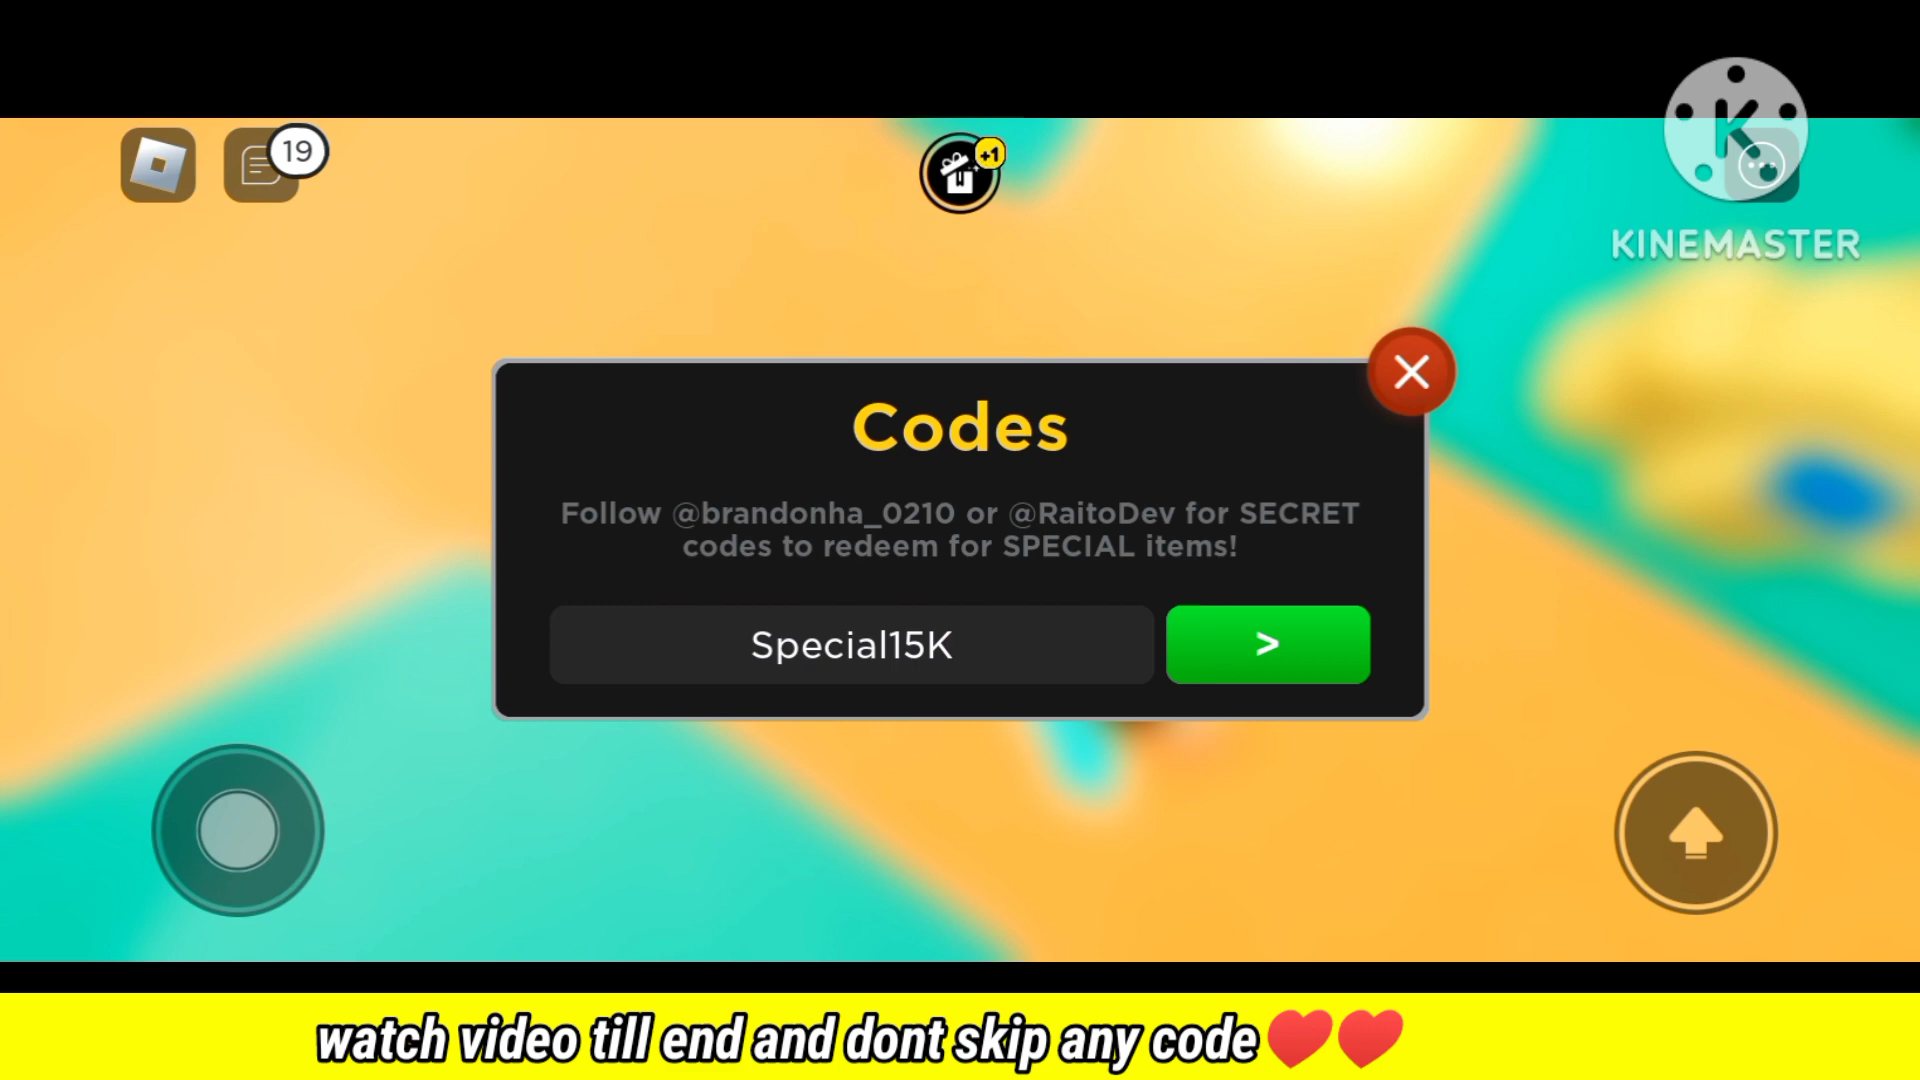 19
+1
KINEMASTER
Codes
Follow @brandonha_0210 or @RaitoDev for SECRET
codes to redeem for SPECIAL items!
Special15K
>
watch video till end and dont skip any code❤️❤️